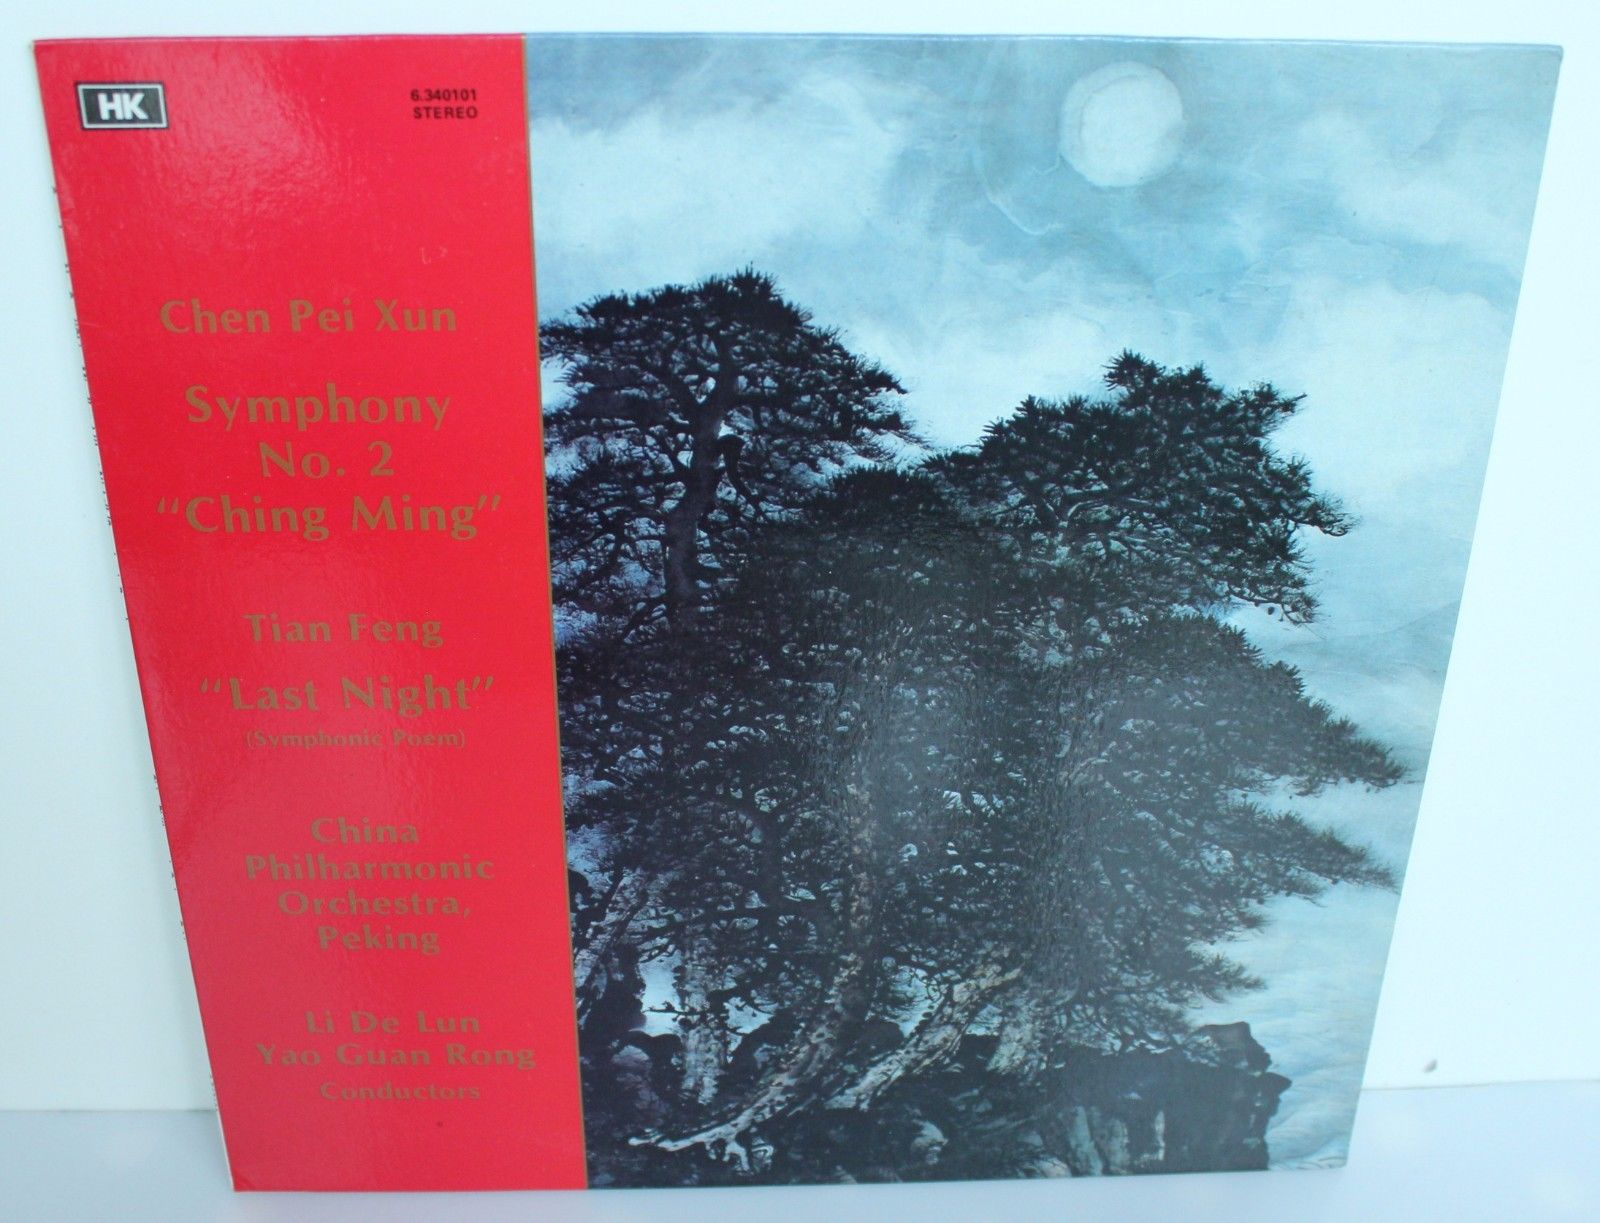 HK
6.340101
STEREO
Chen Pei Xun
Symphony
No. 2
"Ching Ming"
Tian Feng
"Last Night"
(Symphonic Poem)
China
Philharmonic
Orchestra,
Peking
Li De Lun
Yao Guan Rong
Conductors